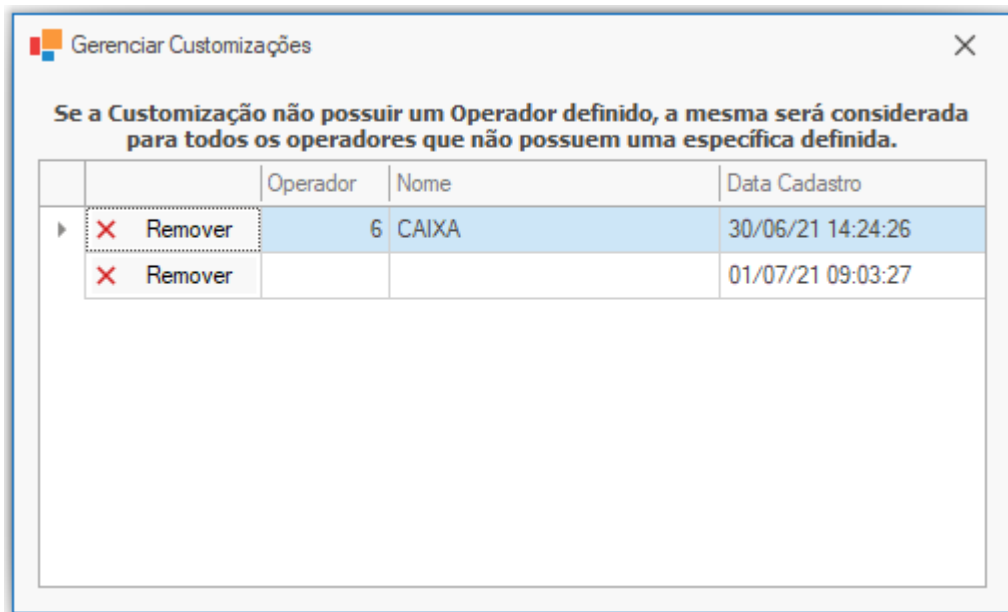 Gerenciar Customizações
Se a Customização não possuir um Operador definido, a mesma será considerada
para todos os operadores que não possuem uma específica definida.
Operador Nome Data Cadastro
Remover 6 CAIXA 30/06/21 14:24:26
Remover 01/07/21 09:03:27